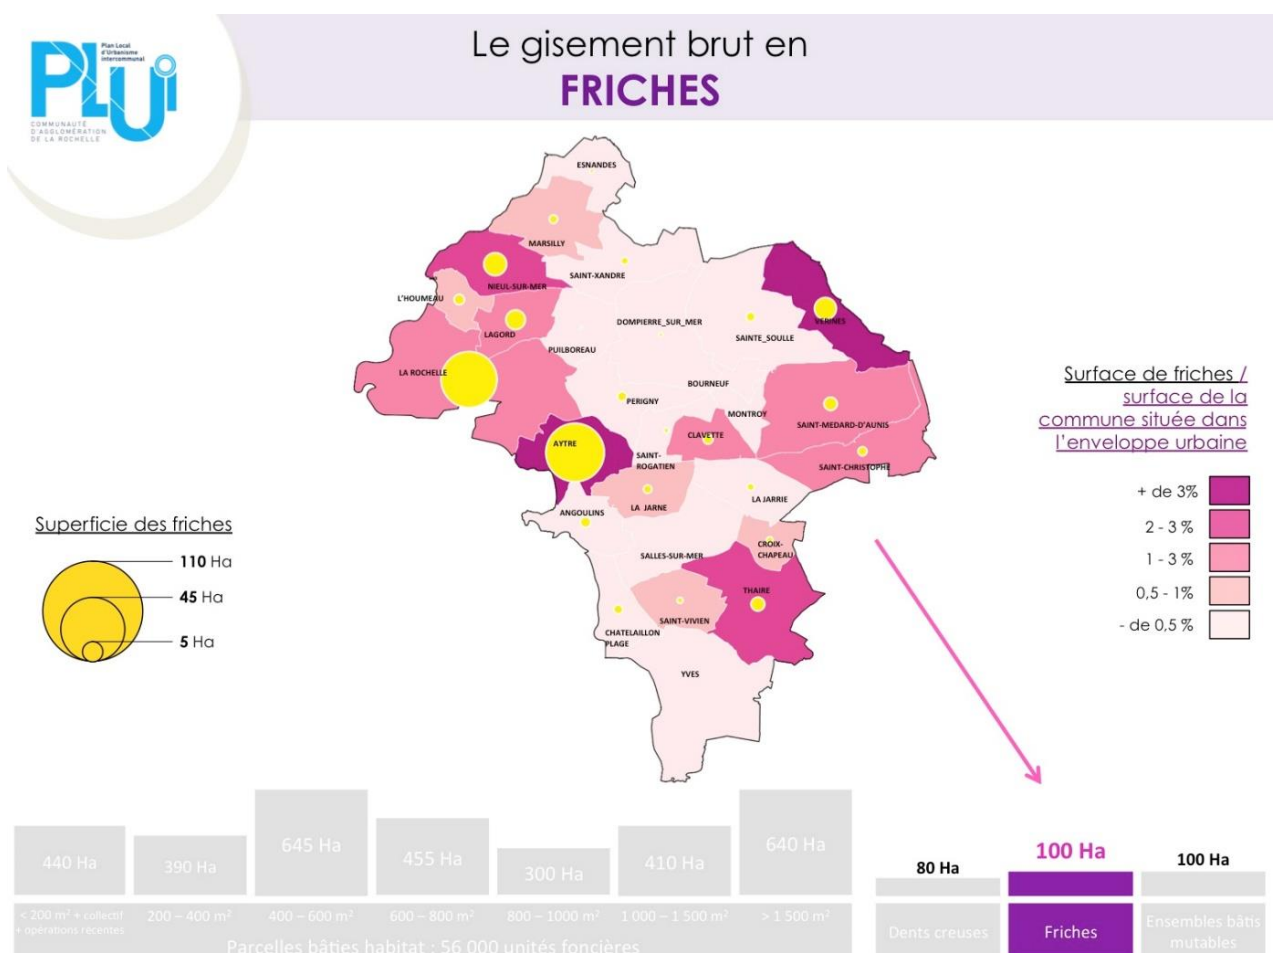 Plan Local
d'Urbanisme
intercommunal
PLUi
COMMUNAUTÉ
D'AGGLOMÉRATION
DE LA ROCHELLE
Le gisement brut en
FRICHES
ESNANDES
MARSILLY
SAINT-XANDRE
NIEUL-SUR-MER
L'HOUMEAU
LAGORD
DOMPIERRE_SUR_MER
SAINTE_SOULLE
VERINES
PUILBOREAU
LA ROCHELLE
BOURNEUF
PERIGNY
MONTROY
SAINT-MEDARD-D'AUNIS
CLAVETTE
AYTRE
SAINT-
ROGATIEN
SAINT-CHRISTOPHE
LA JARRIE
LA JARNE
ANGOULINS
CROIX-
CHAPEAU
SALLES-SUR-MER
THAIRE
SAINT-VIVIEN
CHATELAILLON
PLAGE
YVES
Superficie des friches
110 Ha
45 Ha
5 Ha
Surface de friches /
surface de la
commune située dans
l'enveloppe urbaine
+ de 3%
2 - 3 %
1 - 3 %
0,5 - 1%
- de 0,5 %
440 Ha
390 Ha
645 Ha
455 Ha
300 Ha
410 Ha
640 Ha
< 200 m² + collectif
+ opérations récentes
200 – 400 m²
400 – 600 m²
600 – 800 m²
800 – 1000 m²
1 000 – 1 500 m²
> 1 500 m²
Parcelles bâties habitat : 56 000 unités foncières
80 Ha
100 Ha
100 Ha
Dents creuses
Friches
Ensembles bâtis
mutables